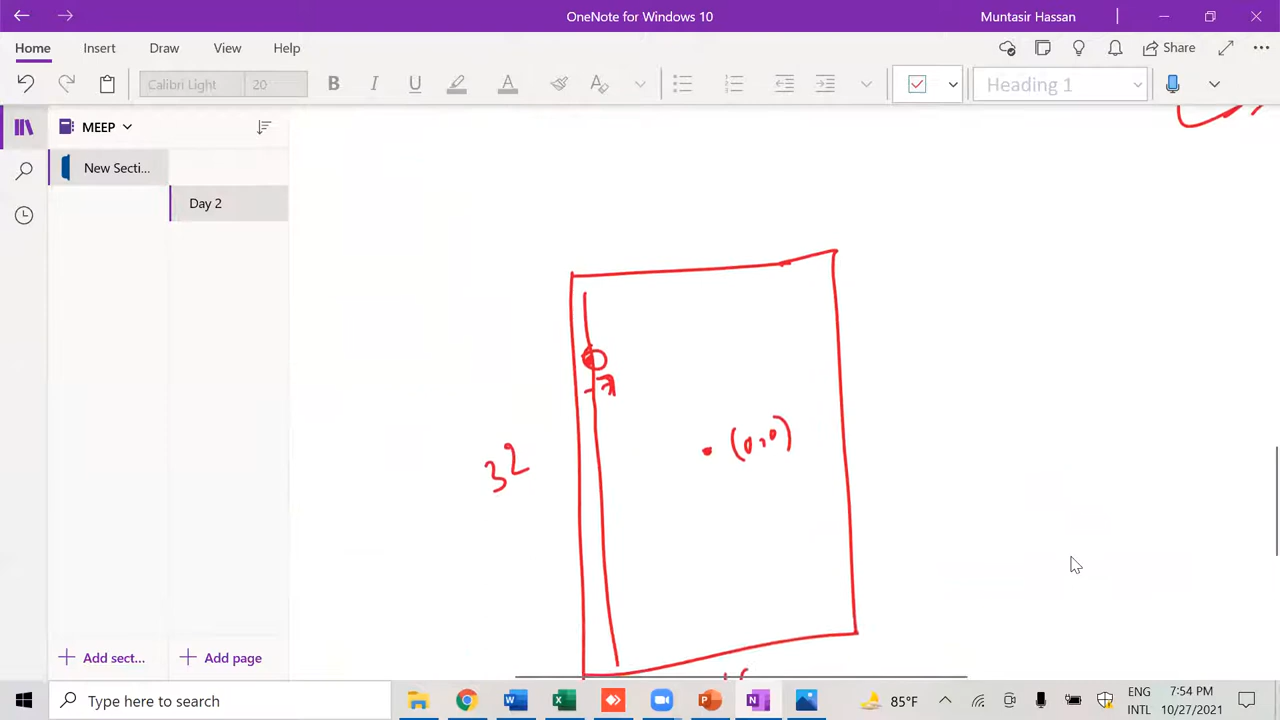 OneNote for Windows 10
Muntasir Hassan
Home Insert Draw View Help
Share
Calibri Light 20 B I U A A Heading 1
MEEP
New Secti...
Day 2
(0,0)
32
Add sect...
Add page
Type here to search
85°F
ENG
INTL
7:54 PM
10/27/2021